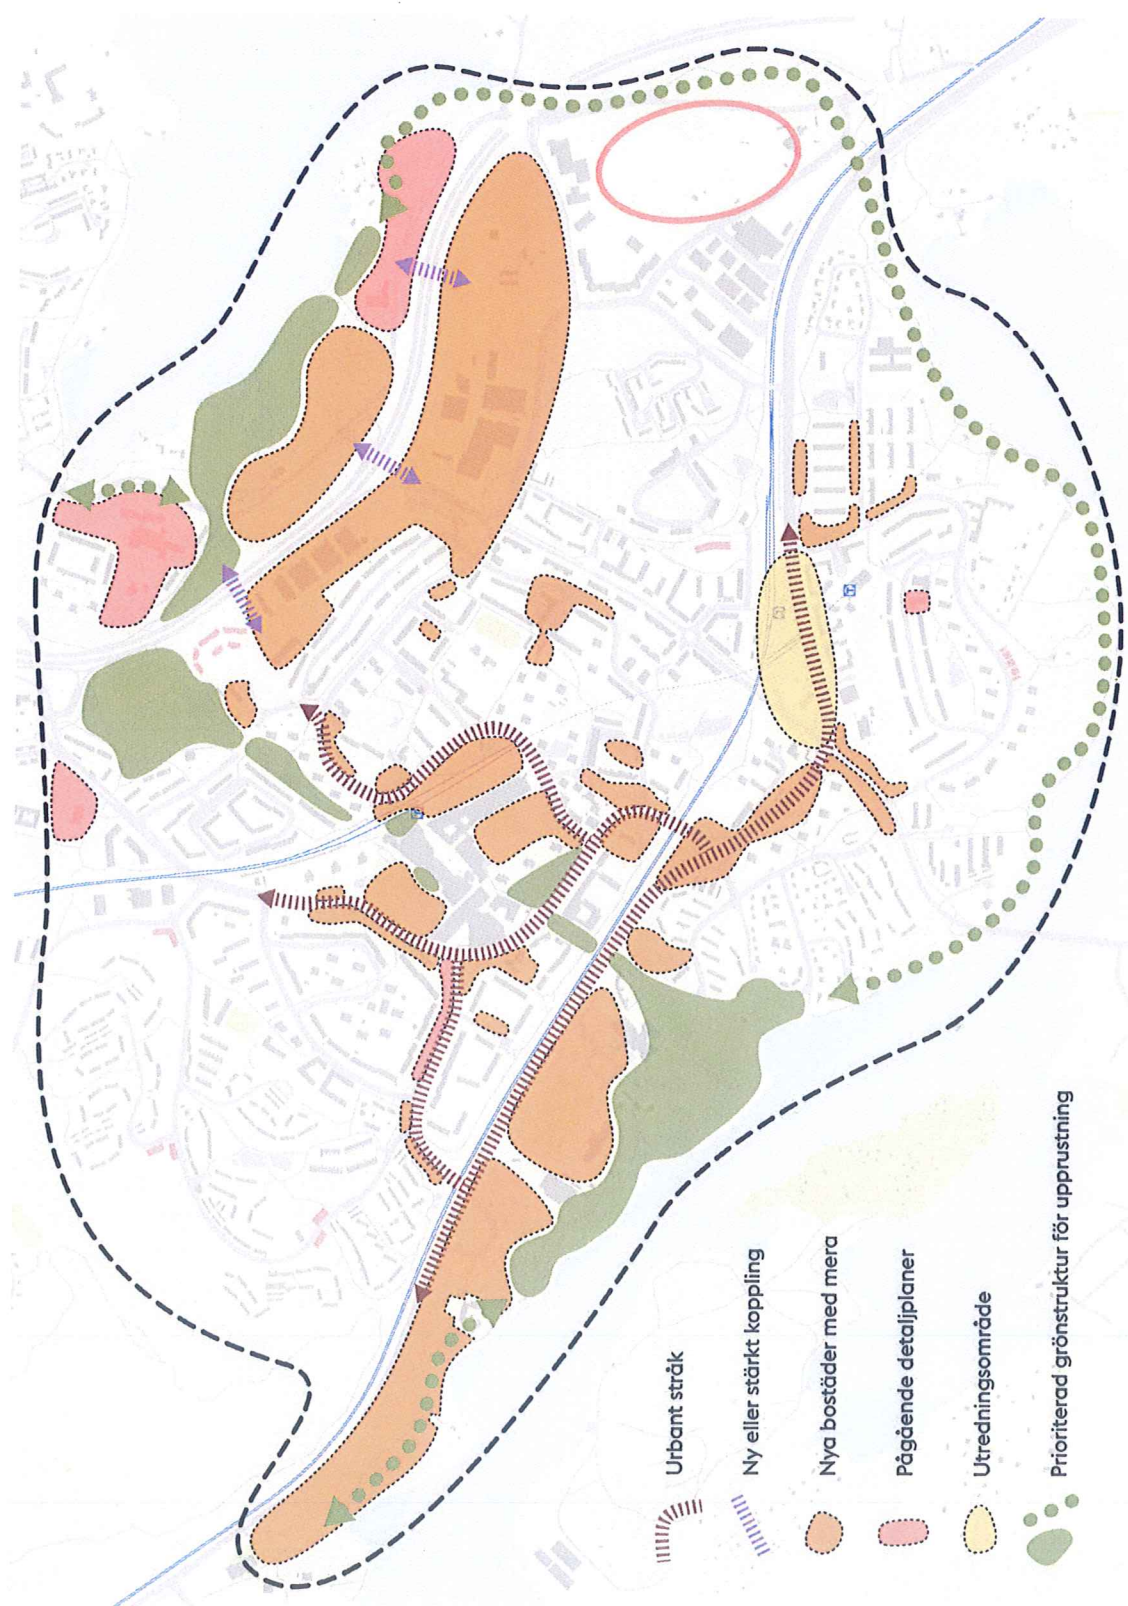 Urbant stråk
Ny eller stärkt koppling
Nya bostäder med mera
Pågående detaljplaner
Utredningsområde
Prioriterad grönstruktur för upprustning